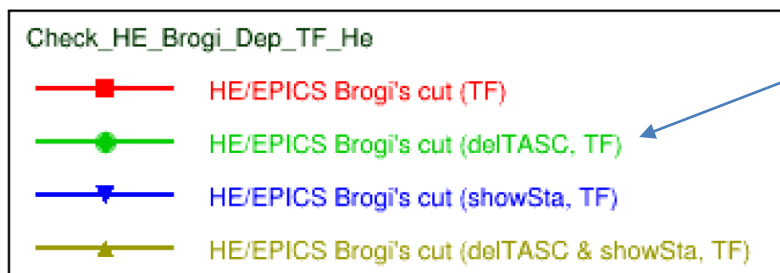 Check_HE_Brogi_Dep_TF_He
HE/EPICS Brogi's cut (TF)
HE/EPICS Brogi's cut (delTASC, TF)
HE/EPICS Brogi's cut (showSta, TF)
HE/EPICS Brogi's cut (delTASC & showSta, TF)